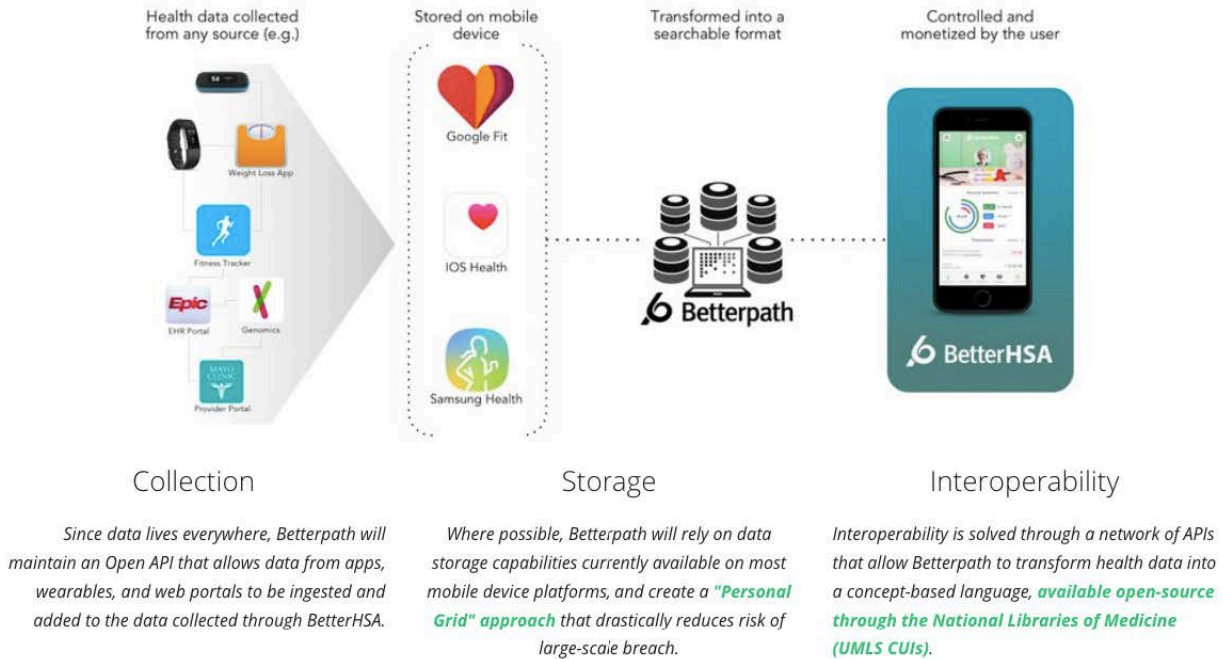 Health data collected
from any source (e.g.)
Stored on mobile
device
Transformed into a
searchable format
Controlled and
monetized by the user
Weight Loss App
Fitness Tracker
Epic
EHR Portal
Genomics
MAYO
CLINIC
Provider Portal
Google Fit
IOS Health
Samsung Health
Betterpath
BetterHSA
Collection
Since data lives everywhere, Betterpath will
maintain an Open API that allows data from apps,
wearables, and web portals to be ingested and
added to the data collected through BetterHSA.
Storage
Where possible, Betterpath will rely on data
storage capabilities currently available on most
mobile device platforms, and create a "Personal
Grid" approach that drastically reduces risk of
large-scale breach.
Interoperability
Interoperability is solved through a network of APIs
that allow Betterpath to transform health data into
a concept-based language, available open-source
through the National Libraries of Medicine
(UMLS CUIs).